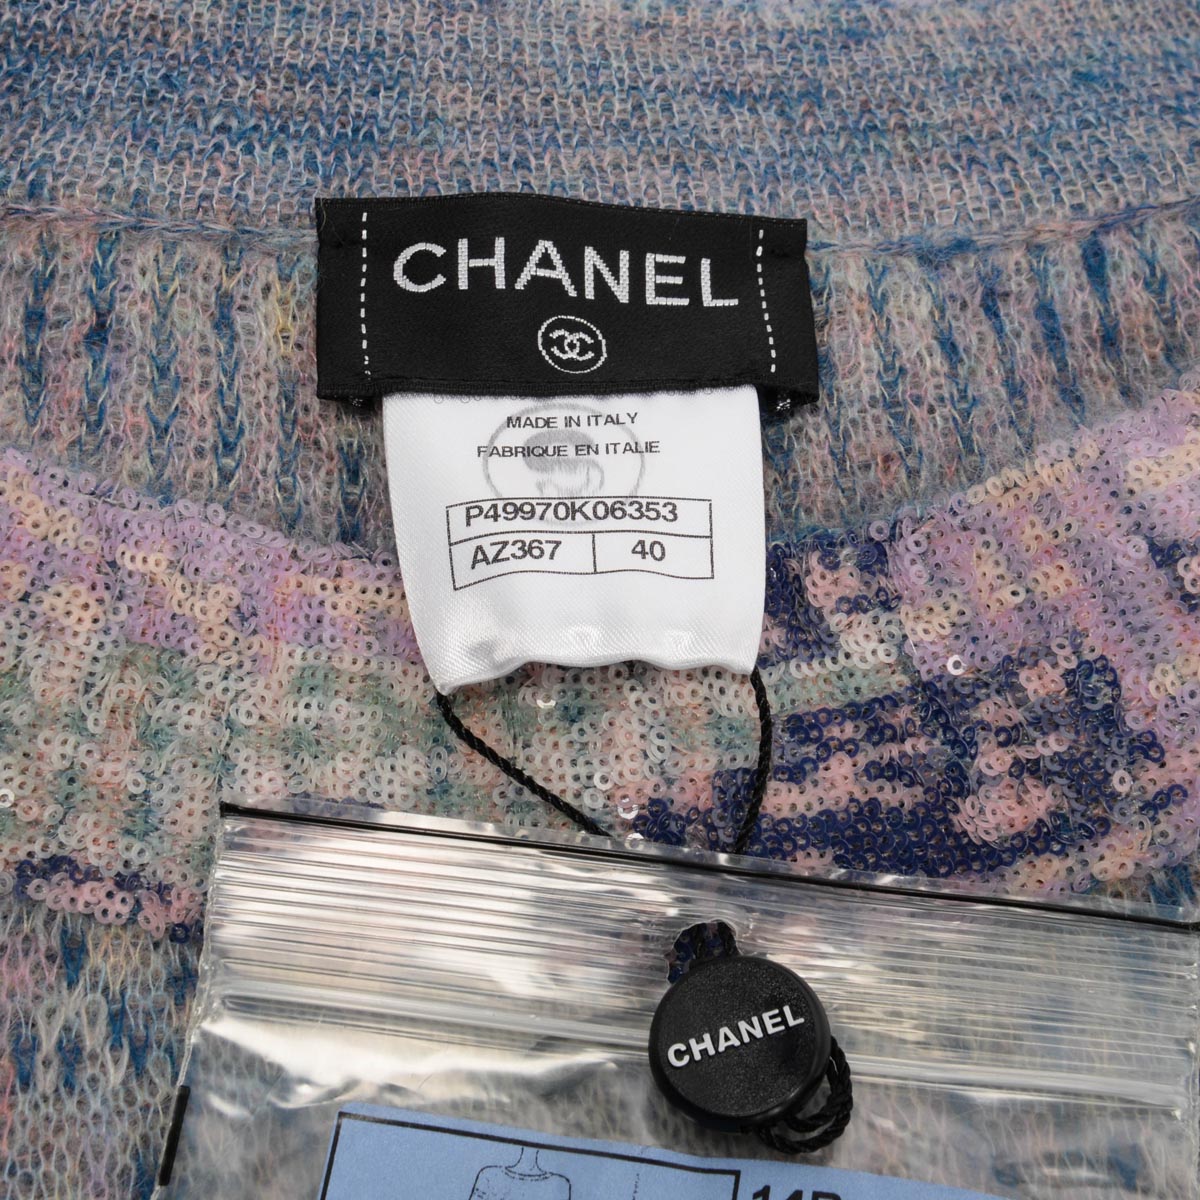 CHANEL
MADE IN ITALY
FABRIQUE EN ITALIE
P49970K06353
AZ367 40
CHANEL